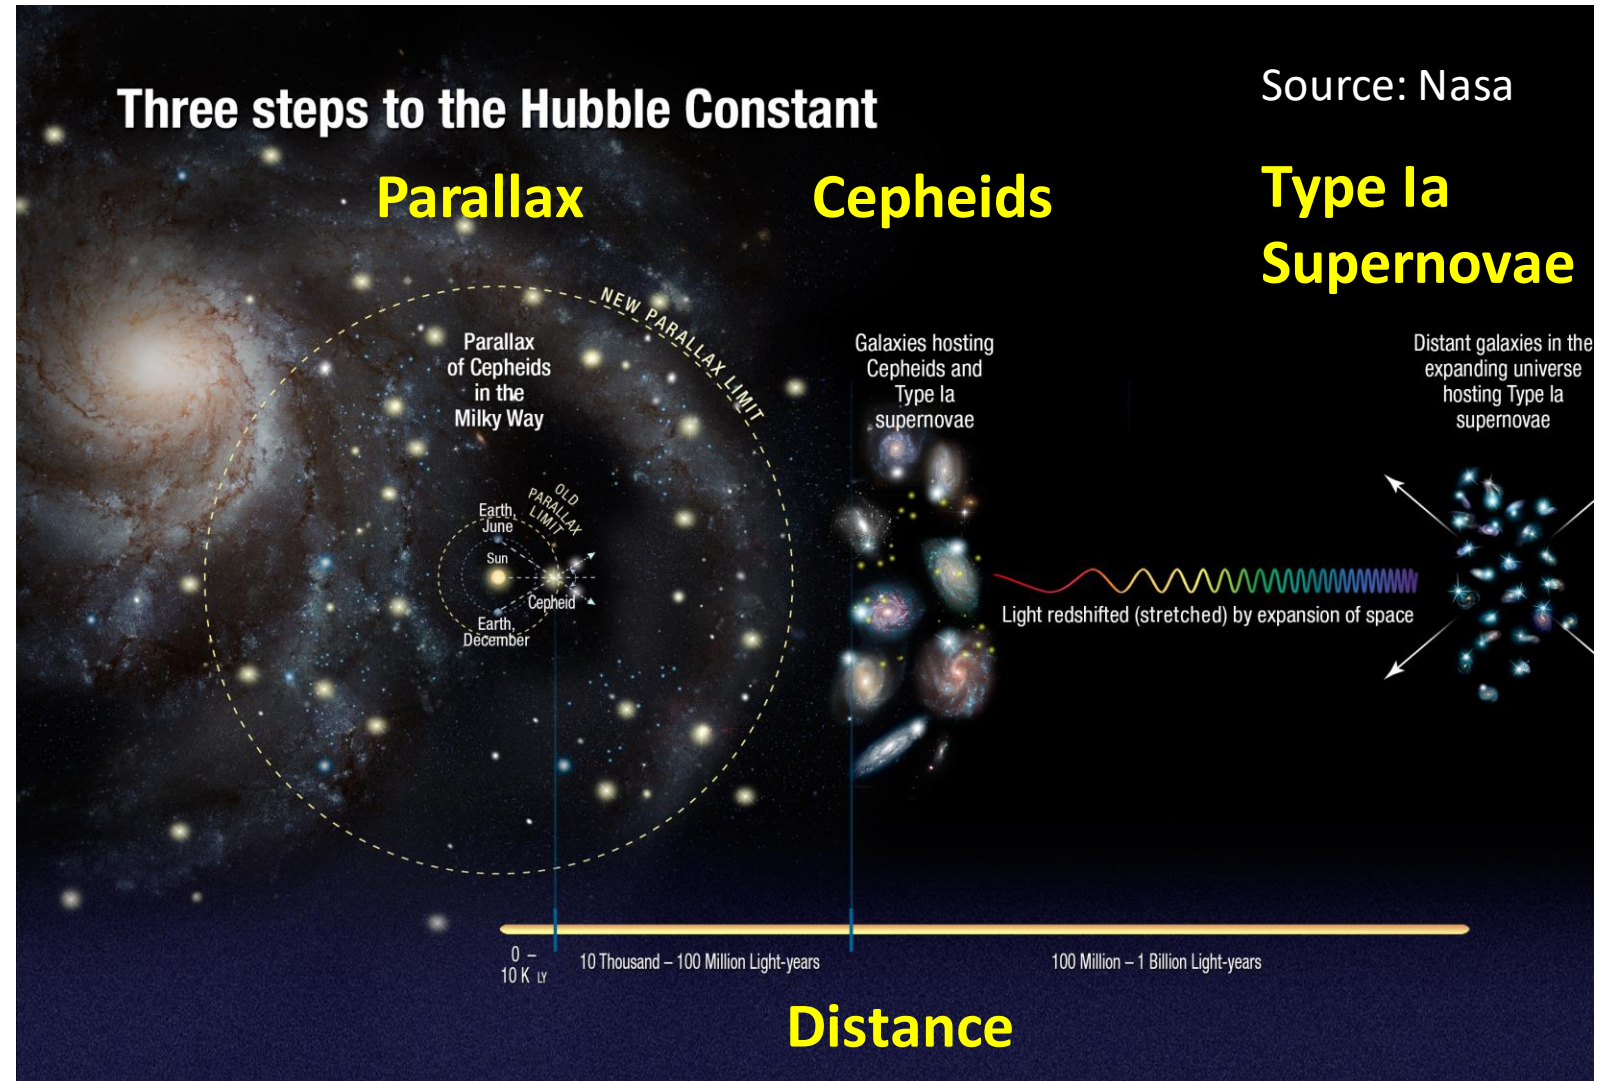 Three steps to the Hubble Constant
Source: Nasa
Parallax
Cepheids
Type Ia
Supernovae
NEW PARALLAX LIMIT
Parallax
of Cepheids
in the
Milky Way
Galaxies hosting
Cepheids and
Type Ia
supernovae
Distant galaxies in the
expanding universe
hosting Type Ia
supernovae
OLD
PARALLAX
LIMIT
Earth,
June
Sun
Cepheid
Earth,
December
Light redshifted (stretched) by expansion of space
0 –
10 K LY
10 Thousand – 100 Million Light-years
100 Million – 1 Billion Light-years
Distance